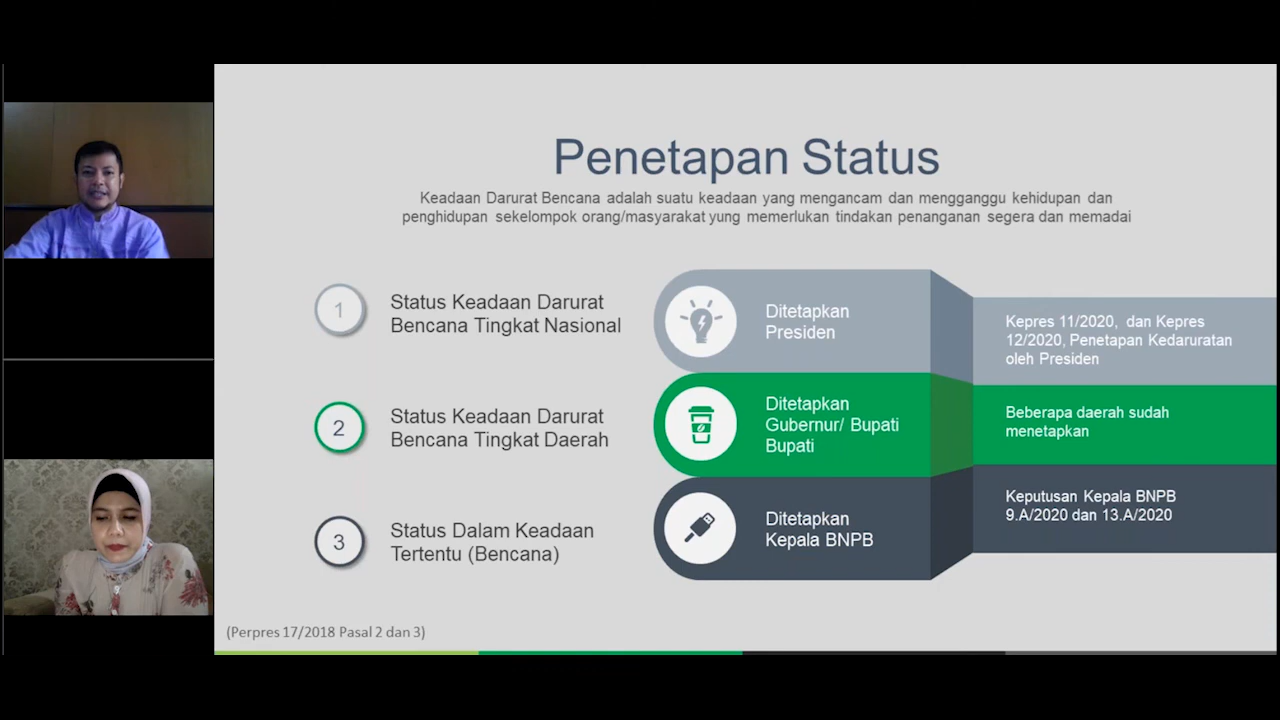 Penetapan Status
Keadaan Darurat Bencana adalah suatu keadaan yang mengancam dan mengganggu kehidupan dan
penghidupan sekelompok orang/masyarakat yung memerlukan tindakan penanganan segera dan memadai
1
Status Keadaan Darurat
Bencana Tingkat Nasional
Ditetapkan
Presiden
Kepres 11/2020, dan Kepres
12/2020, Penetapan Kedaruratan
oleh Presiden
2
Status Keadaan Darurat
Bencana Tingkat Daerah
Ditetapkan
Gubernur/ Bupati
Bupati
Beberapa daerah sudah
menetapkan
3
Status Dalam Keadaan
Tertentu (Bencana)
Ditetapkan
Kepala BNPB
Keputusan Kepala BNPB
9.A/2020 dan 13.A/2020
(Perpres 17/2018 Pasal 2 dan 3)